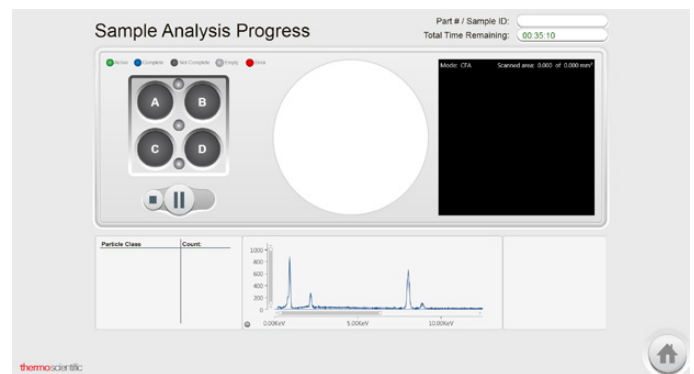 Sample Analysis Progress
Part # / Sample ID:
Total Time Remaining: 00:35:10
Active Complete Not Complete Empty Error
Mode: CFA Scanned area: 0.000 of 0.000 mm²
A B
C D
Particle Class Count:
1000
800
600
400
200
0
0.00KeV 5.00KeV 10.00KeV
thermoscientific